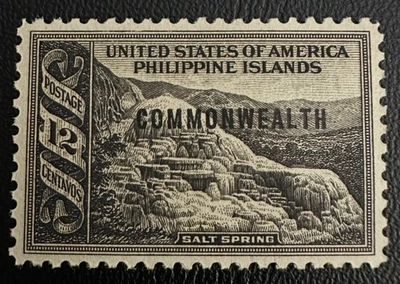 UNITED STATES OF AMERICA
PHILIPPINE ISLANDS
COMMONWEALTH
POSTAGE
12
CENTAVOS
SALT SPRING